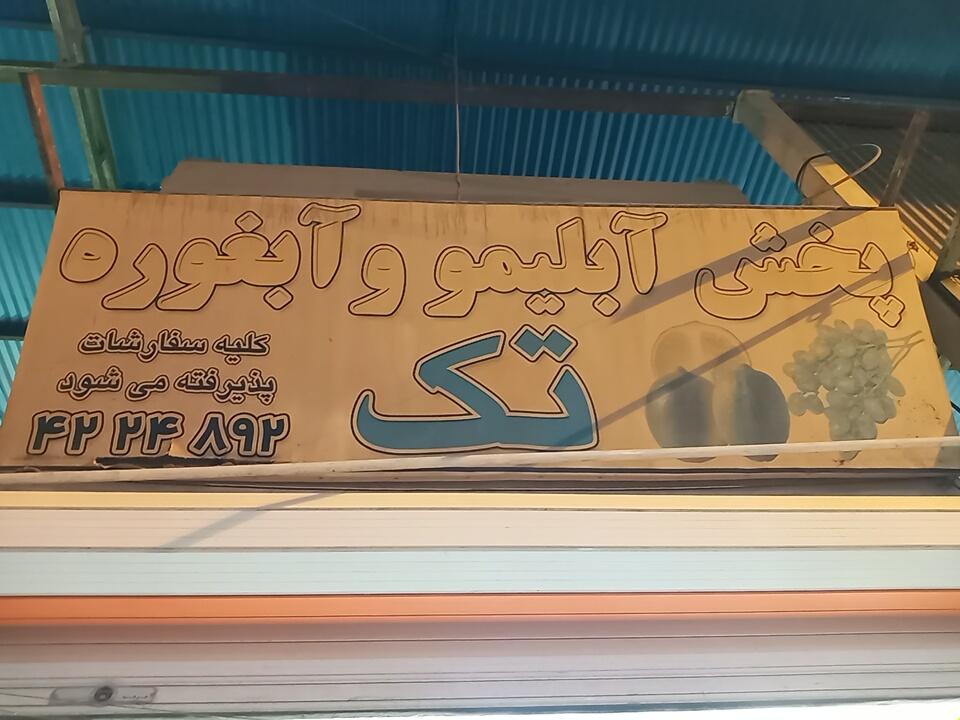 پخش آبلیمو و آبغوره
تک
کلیه سفارشات
پذیرفته می شود
۴۲ ۲۴ ۸۹۲